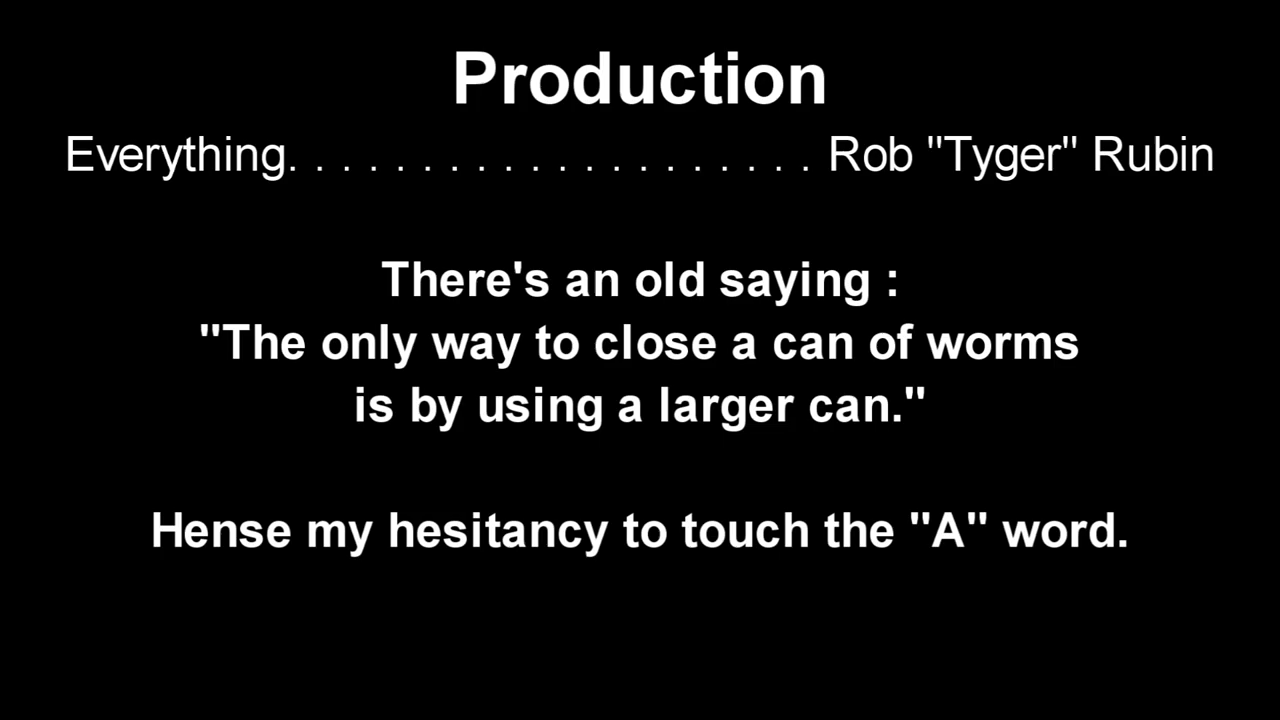 Production
Everything. . . . . . . . . . . . . . . . . . . . Rob "Tyger" Rubin
There's an old saying :
"The only way to close a can of worms
is by using a larger can."
Hense my hesitancy to touch the "A" word.